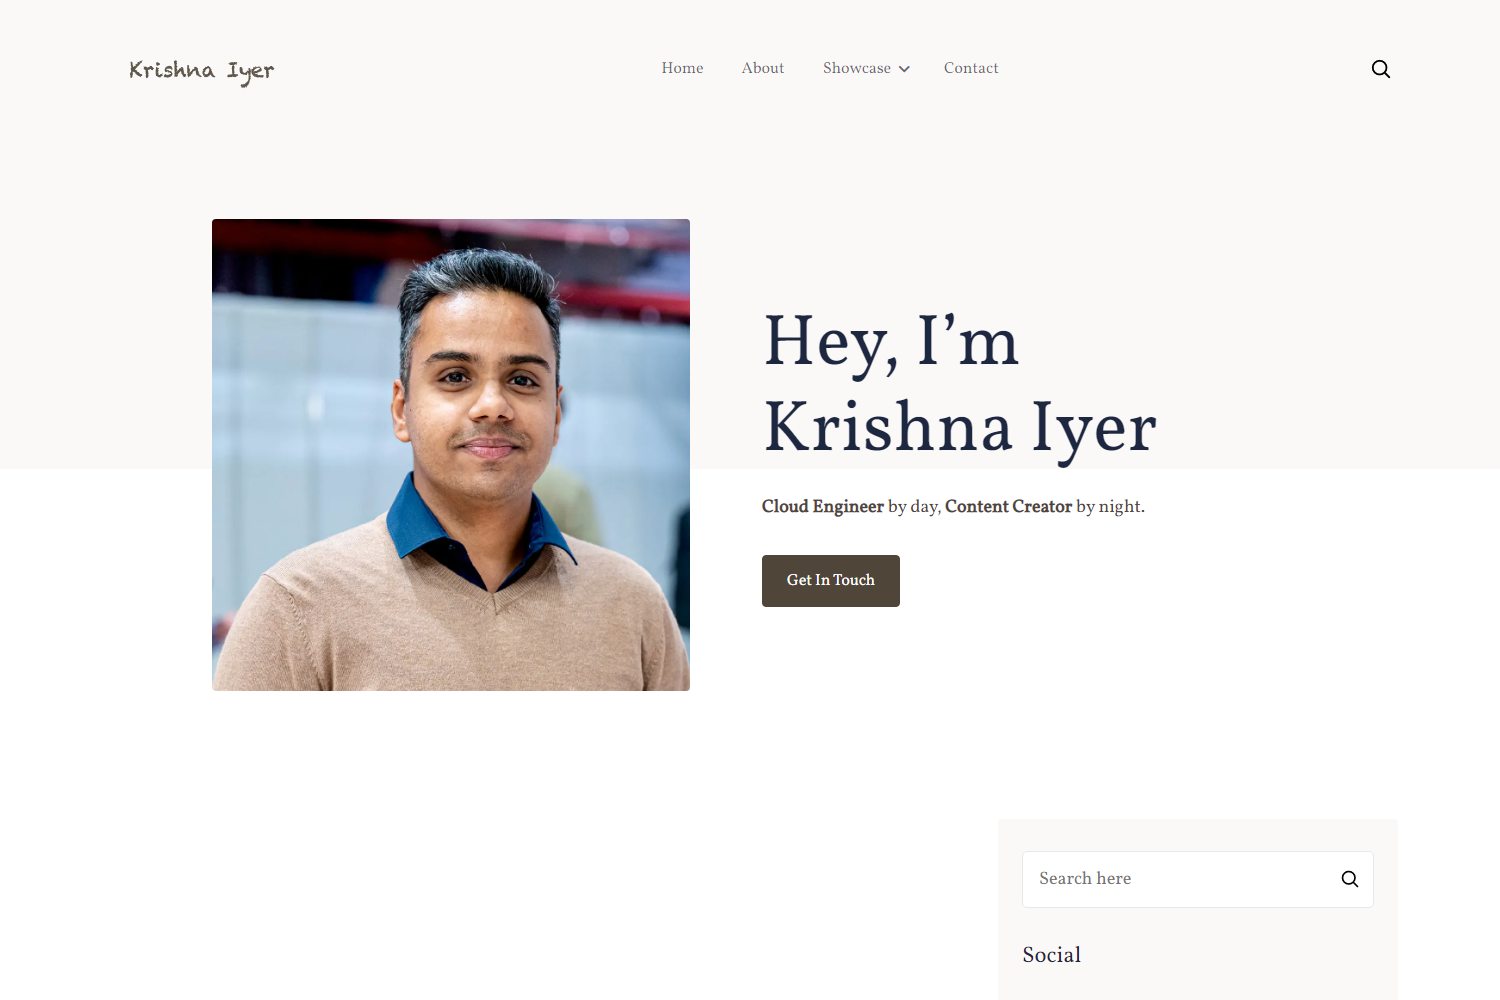 Krishna Iyer
Home About Showcase Contact
Hey, I’m
Krishna Iyer
Cloud Engineer by day, Content Creator by night.
Get In Touch
Search here
Social